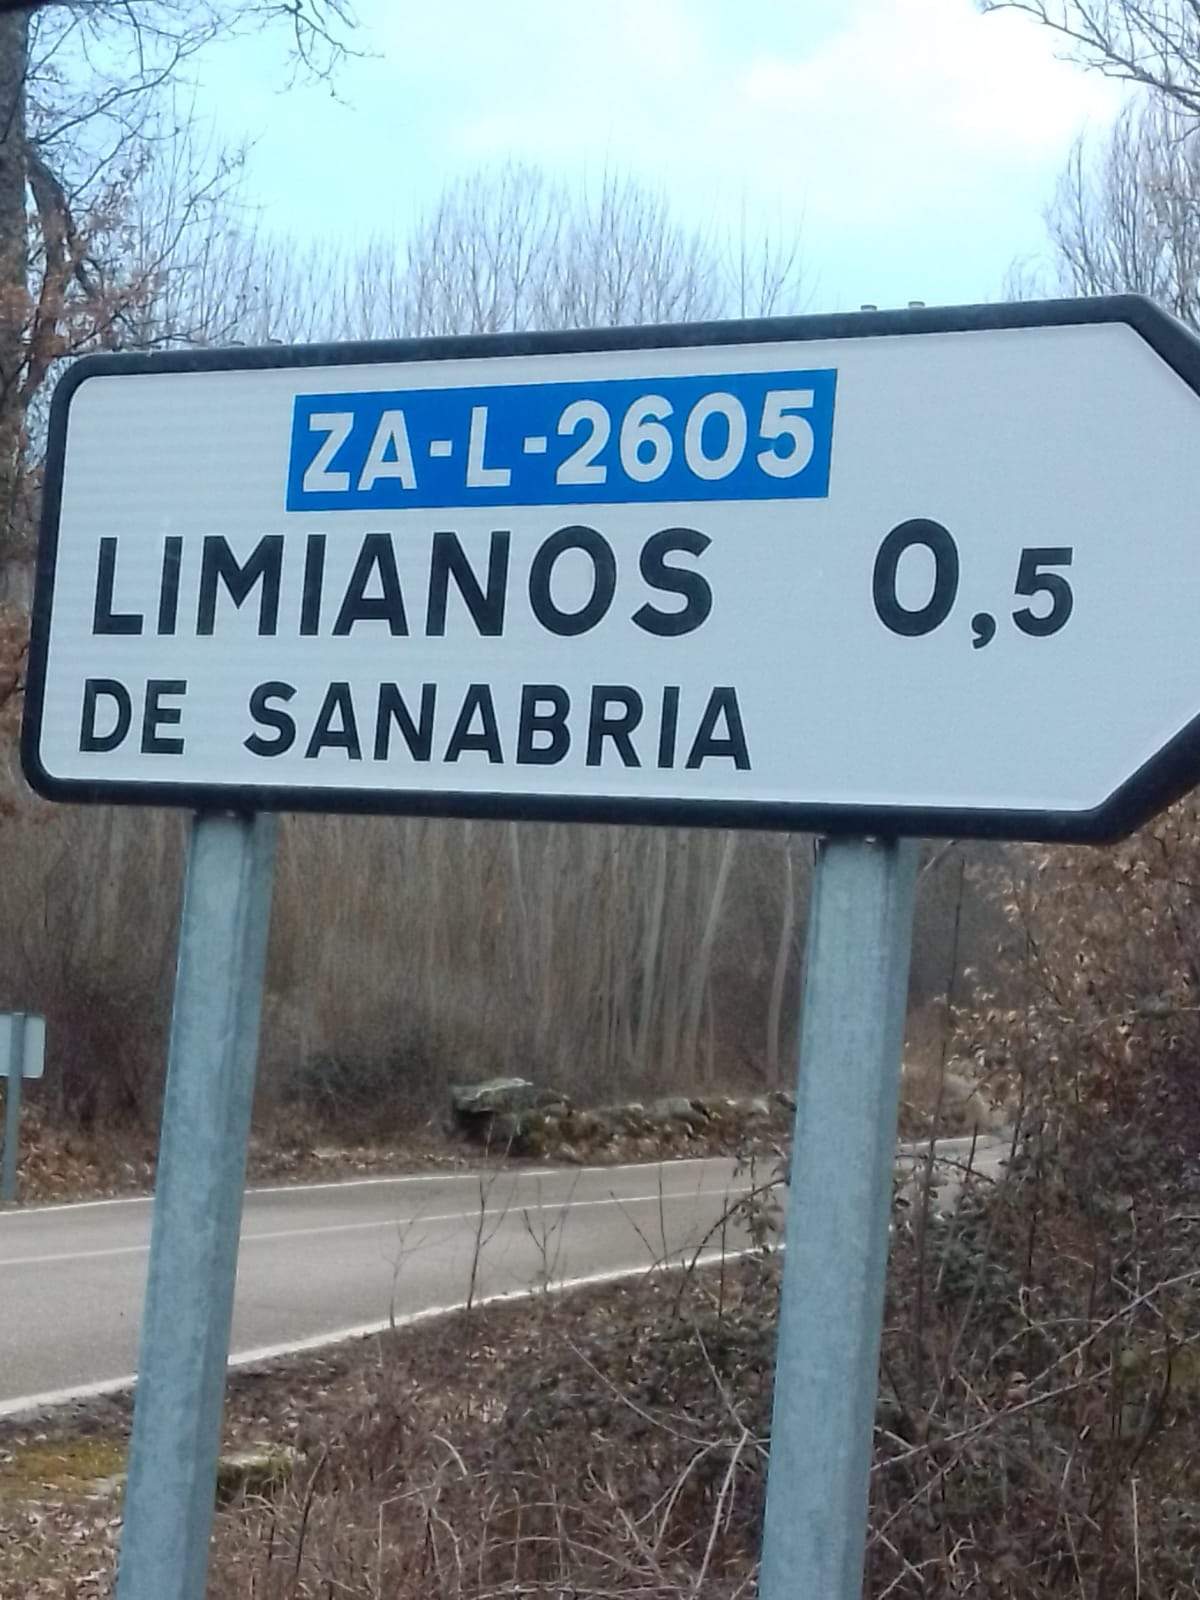 ZA-L-2605
LIMIANOS 0,5
DE SANABRIA